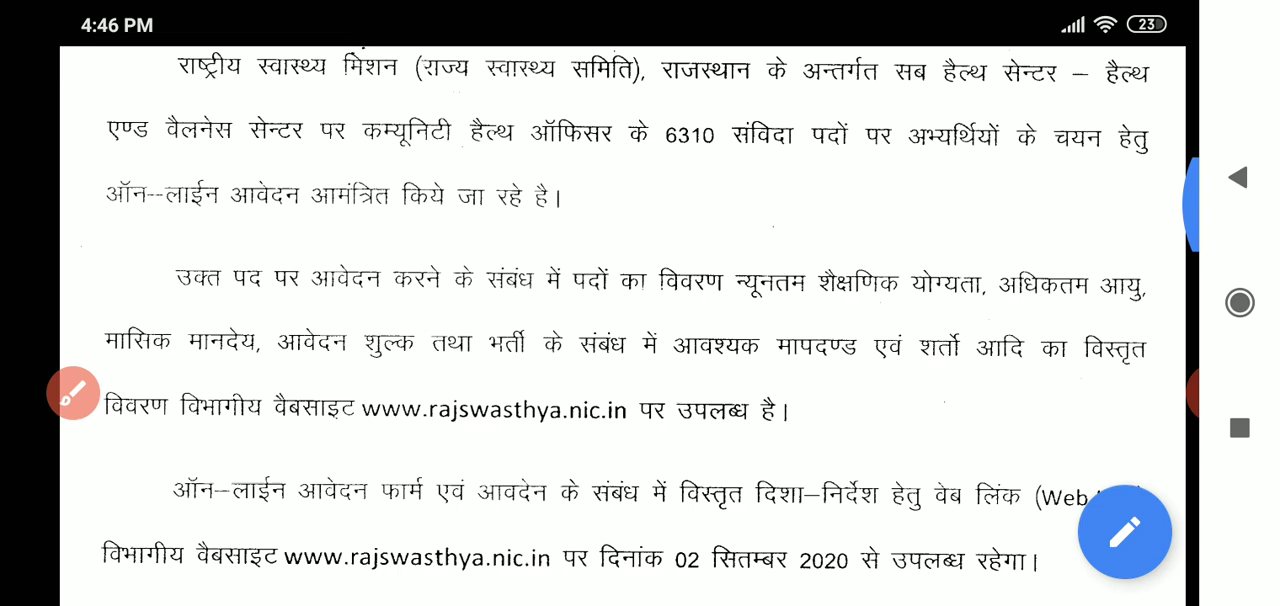 4:46 PM
23
राष्ट्रीय स्वास्थ्य मिशन (राज्य स्वास्थ्य समिति), राजस्थान के अन्तर्गत सब हैल्थ सेन्टर – हैल्थ
एण्ड वैलनेस सेन्टर पर कम्यूनिटी हैल्थ ऑफिसर के 6310 संविदा पदों पर अभ्यर्थियों के चयन हेतु
ऑन--लाईन आवेदन आमंत्रित किये जा रहे है।
उक्त पद पर आवेदन करने के संबंध में पदों का विवरण न्यूनतम शैक्षणिक योग्यता, अधिकतम आयु,
मासिक मानदेय, आवेदन शुल्क तथा भर्ती के संबंध में आवश्यक मापदण्ड एवं शर्तो आदि का विस्तृत
विवरण विभागीय वैबसाइट www.rajswasthya.nic.in पर उपलब्ध है।
ऑन–लाईन आवेदन फार्म एवं आवदेन के संबंध में विस्तृत दिशा–निर्देश हेतु वेब लिंक (Web
विभागीय वैबसाइट www.rajswasthya.nic.in पर दिनांक 02 सितम्बर 2020 से उपलब्ध रहेगा।